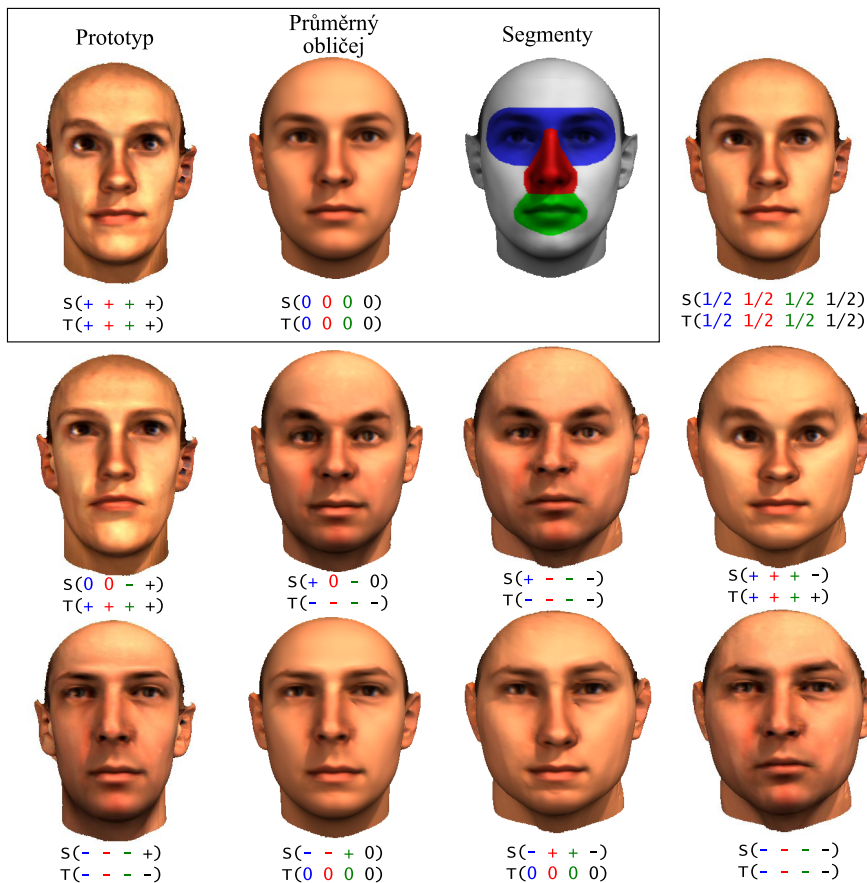 Prototyp
Průměrný
obličej
Segmenty
S(+ + + +)
T(+ + + +)
S(0 0 0 0)
T(0 0 0 0)
S(1/2 1/2 1/2 1/2)
T(1/2 1/2 1/2 1/2)
S(0 0 - +)
T(+ + + +)
S(+ 0 - 0)
T(- - - -)
S(+ - - -)
T(- - - -)
S(+ + + -)
T(+ + + +)
S(- - - +)
T(- - - -)
S(- - + 0)
T(0 0 0 0)
S(- + + -)
T(0 0 0 0)
S(- - - -)
T(- - - -)